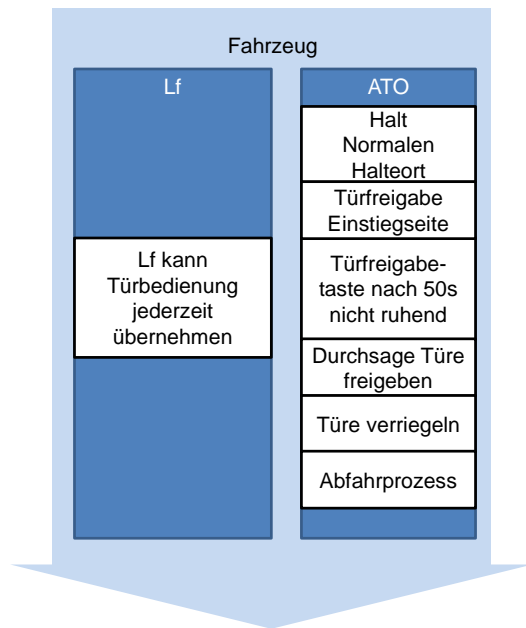 Fahrzeug
Lf
ATO
Halt
Normalen
Halteort
Türfreigabe
Einstiegseite
Lf kann
Türbedienung
jederzeit
übernehmen
Türfreigabe-
taste nach 50s
nicht ruhend
Durchsage Türe
freigeben
Türe verriegeln
Abfahrprozess